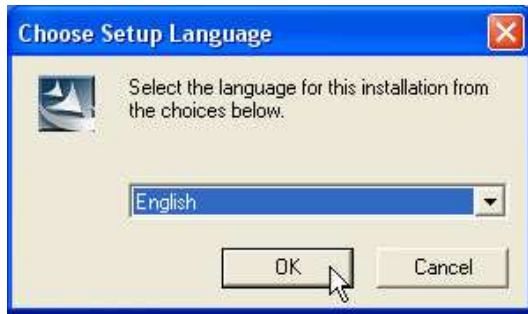 Choose Setup Language
Select the language for this installation from
the choices below.
English
OK
Cancel